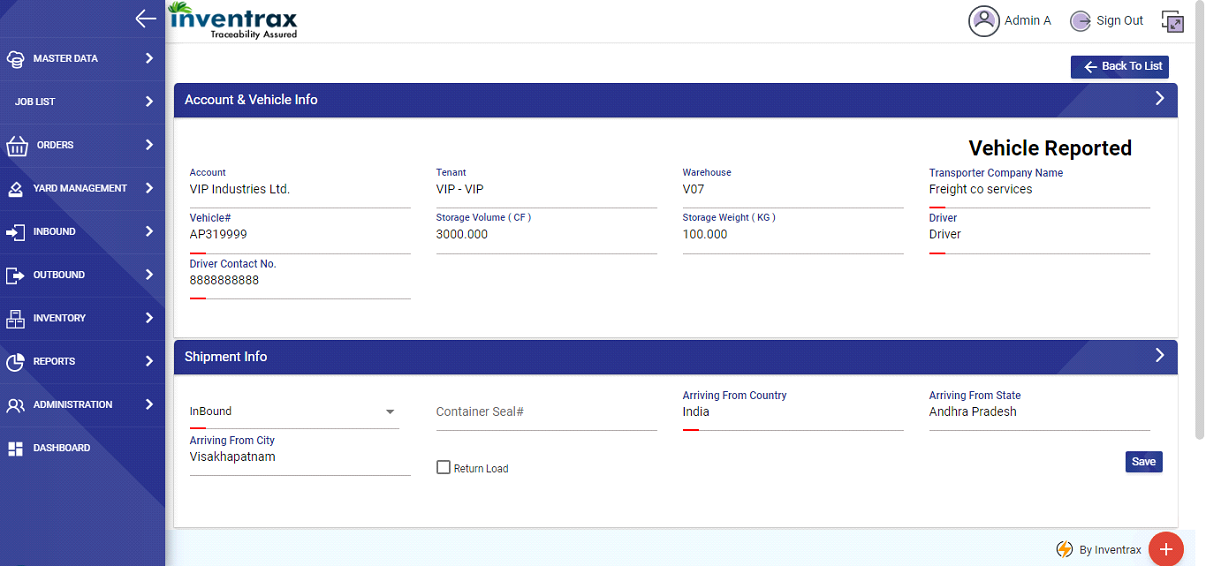 inventrax
Traceability Assured
Admin A
Sign Out
MASTER DATA
JOB LIST
ORDERS
YARD MANAGEMENT
INBOUND
OUTBOUND
INVENTORY
REPORTS
ADMINISTRATION
DASHBOARD
Back To List
Account & Vehicle Info
Vehicle Reported
Account
VIP Industries Ltd.
Tenant
VIP - VIP
Warehouse
V07
Transporter Company Name
Freight co services
Vehicle#
AP319999
Storage Volume ( CF )
3000.000
Storage Weight ( KG )
100.000
Driver
Driver
Driver Contact No.
8888888888
Shipment Info
InBound
Container Seal#
Arriving From Country
India
Arriving From State
Andhra Pradesh
Arriving From City
Visakhapatnam
Return Load
Save
By Inventrax
+